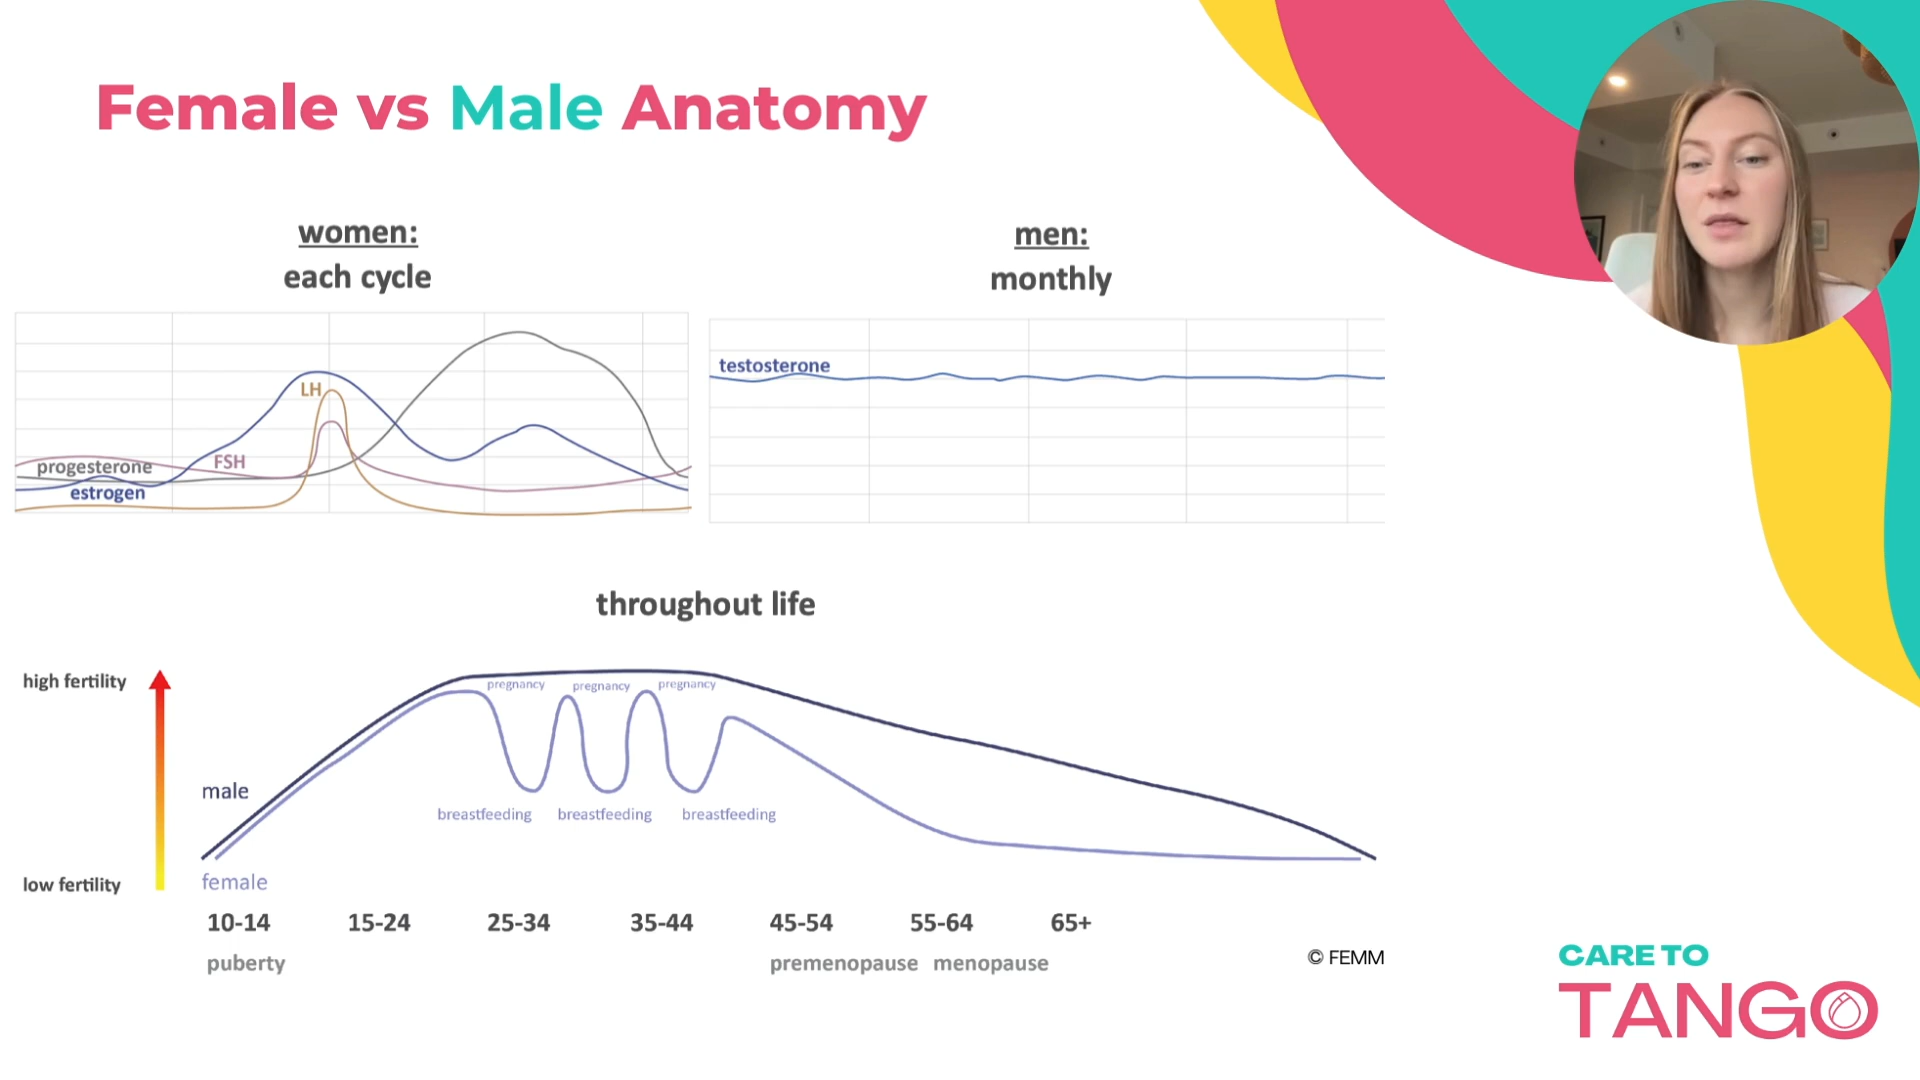 Female vs Male Anatomy
women:
each cycle
men:
monthly
LH
FSH
progesterone
estrogen
testosterone
throughout life
high fertility
pregnancy pregnancy pregnancy
male
breastfeeding breastfeeding breastfeeding
low fertility
female
10-14 15-24 25-34 35-44 45-54 55-64 65+
puberty premenopause menopause
© FEMM
CARE TO
TANGO